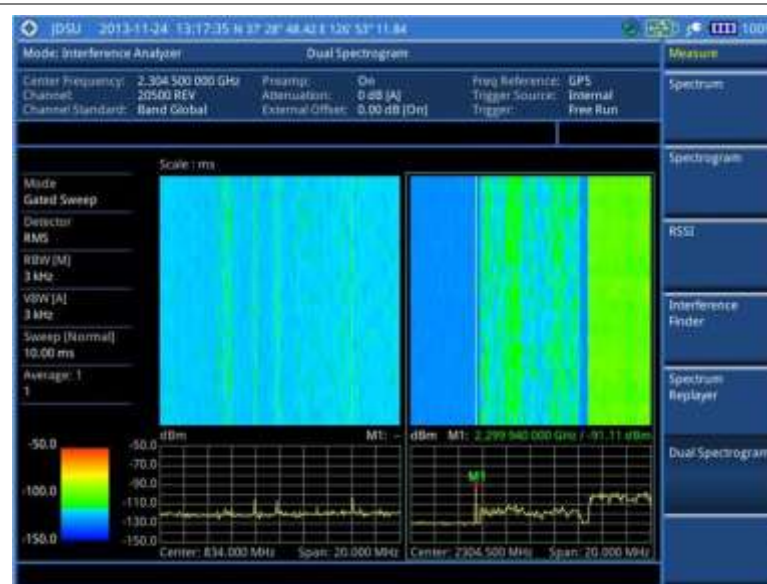 JDSU 2013-11-24 13:17:35 N 37° 28" 48.42 E 126' 53" 11.84 100%
Mode: Interference Analyzer Dual Spectrogram
Measure
Center Frequency: 2.304 500 000 GHz Preamp: On Freq Reference: GPS
Channel: 20500 REV Attenuation: 0 dB [A] Trigger Source: Internal
Channel Standard: Band Global External Offset: 0.00 dB [On] Trigger: Free Run
Spectrum
Spectrogram
RSSI
Interference
Finder
Spectrum
Replayer
Dual Spectrogram
Scale : ms
Mode
Gated Sweep
Detector
RMS
RBW [M]
3 kHz
VBW [A]
3 kHz
Sweep [Normal]
10.00 ms
Average: 1
1
-50.0
-100.0
-150.0
dBm M1: --
-50.0
-70.0
-90.0
-110.0
-130.0
-150.0
Center: 834.000 MHz Span: 20.000 MHz
dBm M1: 2.299 940 000 GHz / -91.11 dBm
M1
Center: 2304.500 MHz Span: 20.000 MHz